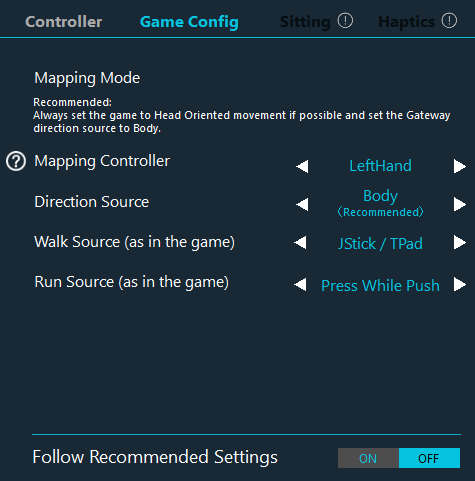 Controller Game Config Sitting ! Haptics !
Mapping Mode
Recommended:
Always set the game to Head Oriented movement if possible and set the Gateway
direction source to Body.
? Mapping Controller LeftHand
Direction Source Body
(Recommended)
Walk Source (as in the game) JStick / TPad
Run Source (as in the game) Press While Push
Follow Recommended Settings ON OFF